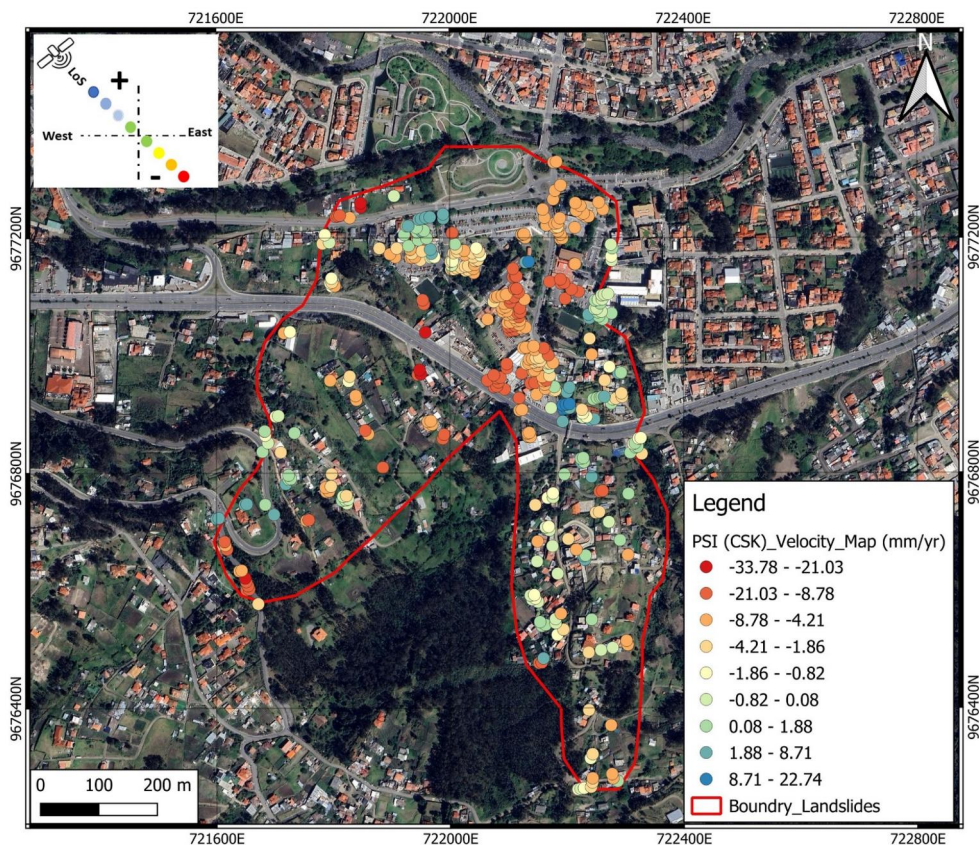 721600E 722000E 722400E 722800E
LoS
+
West East
-
N
9677200N 9677200N
9676800N 9676800N
9676400N 9676400N
Legend
PSI (CSK)_Velocity_Map (mm/yr)
-33.78 - -21.03
-21.03 - -8.78
-8.78 - -4.21
-4.21 - -1.86
-1.86 - -0.82
-0.82 - 0.08
0.08 - 1.88
1.88 - 8.71
8.71 - 22.74
Boundry_Landslides
0 100 200 m
721600E 722000E 722400E 722800E